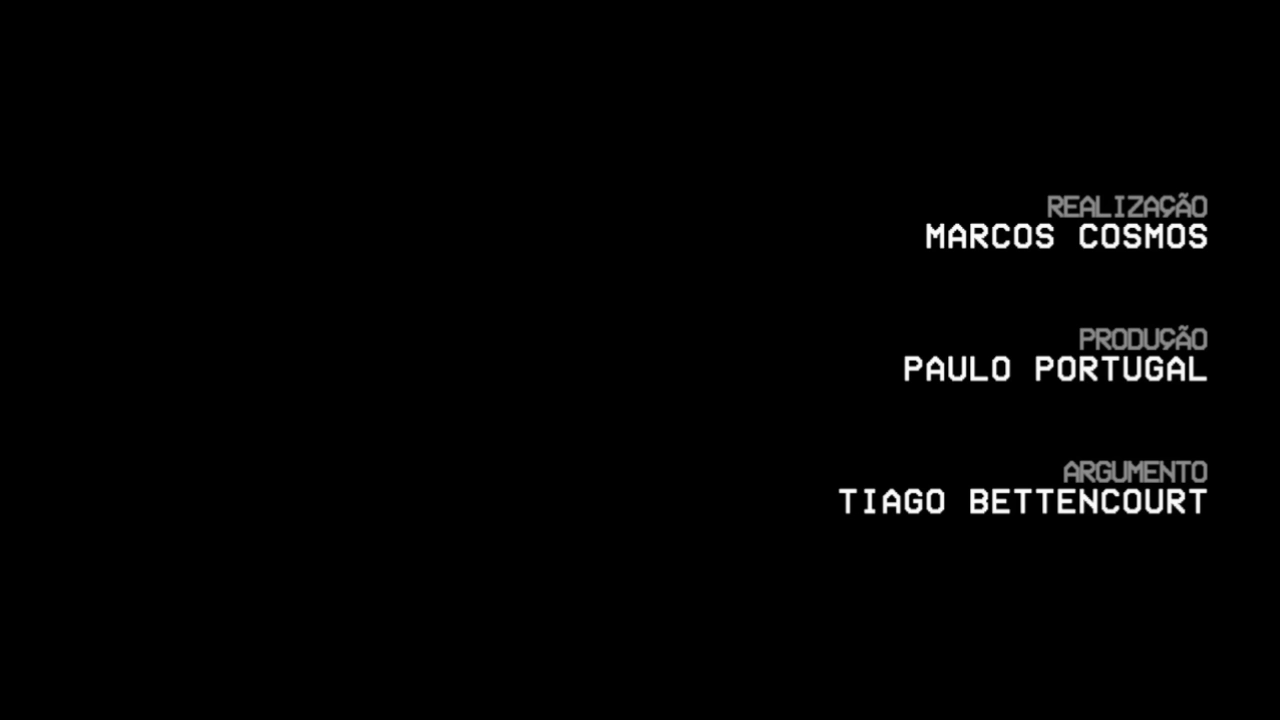 REALIZAÇÃO
MARCOS COSMOS
PRODUÇÃO
PAULO PORTUGAL
ARGUMENTO
TIAGO BETTENCOURT